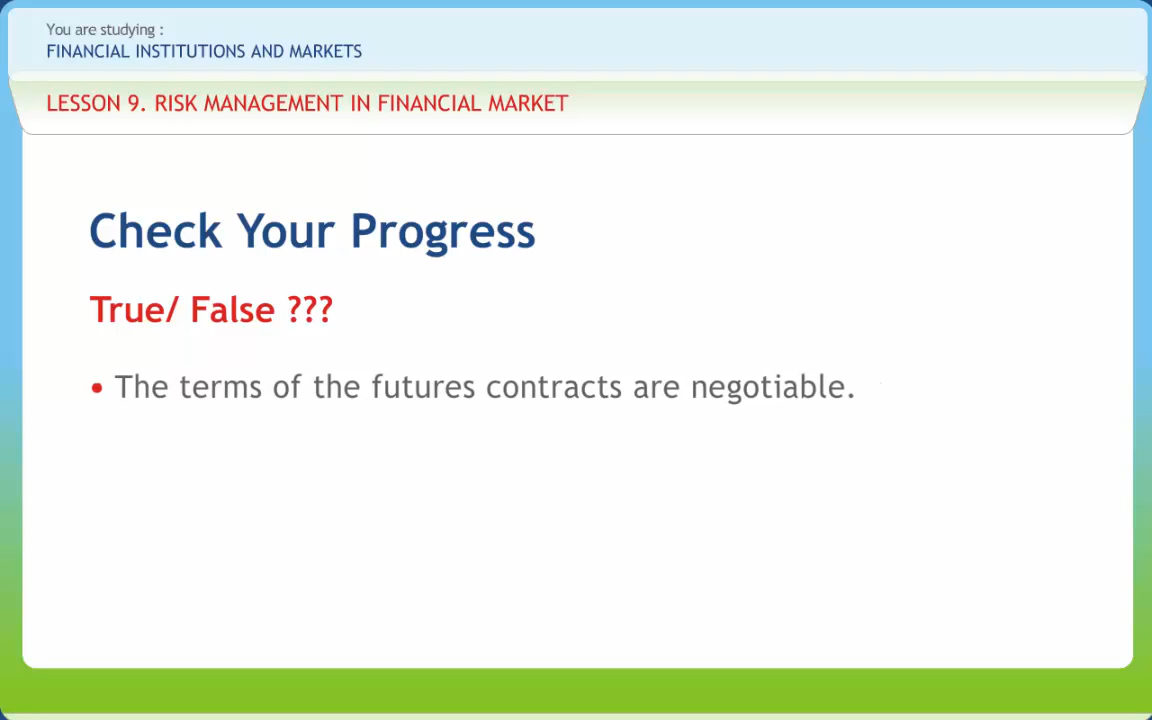 You are studying :
FINANCIAL INSTITUTIONS AND MARKETS
LESSON 9. RISK MANAGEMENT IN FINANCIAL MARKET
Check Your Progress
True/ False ???
• The terms of the futures contracts are negotiable.